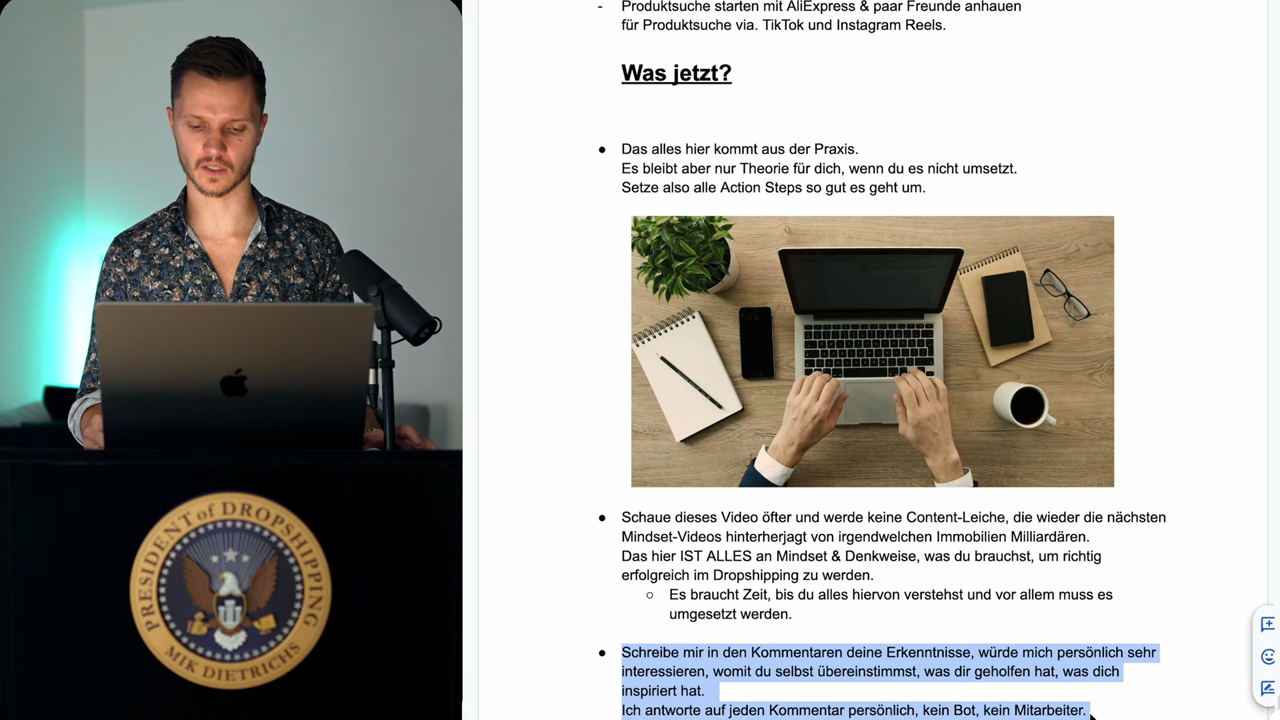 - Produktsuche starten mit AliExpress & paar Freunde anhauen
für Produktsuche via. TikTok und Instagram Reels.
Was jetzt?
● Das alles hier kommt aus der Praxis.
Es bleibt aber nur Theorie für dich, wenn du es nicht umsetzt.
Setze also alle Action Steps so gut es geht um.
● Schaue dieses Video öfter und werde keine Content-Leiche, die wieder die nächsten
Mindset-Videos hinterherjagt von irgendwelchen Immobilien Milliardären.
Das hier IST ALLES an Mindset & Denkweise, was du brauchst, um richtig
erfolgreich im Dropshipping zu werden.
○ Es braucht Zeit, bis du alles hiervon verstehst und vor allem muss es
umgesetzt werden.
● Schreibe mir in den Kommentaren deine Erkenntnisse, würde mich persönlich sehr
interessieren, womit du selbst übereinstimmst, was dir geholfen hat, was dich
inspiriert hat.
Ich antworte auf jeden Kommentar persönlich, kein Bot, kein Mitarbeiter.
PRESIDENT of DROPSHIPPING
MIK DIETRICHS